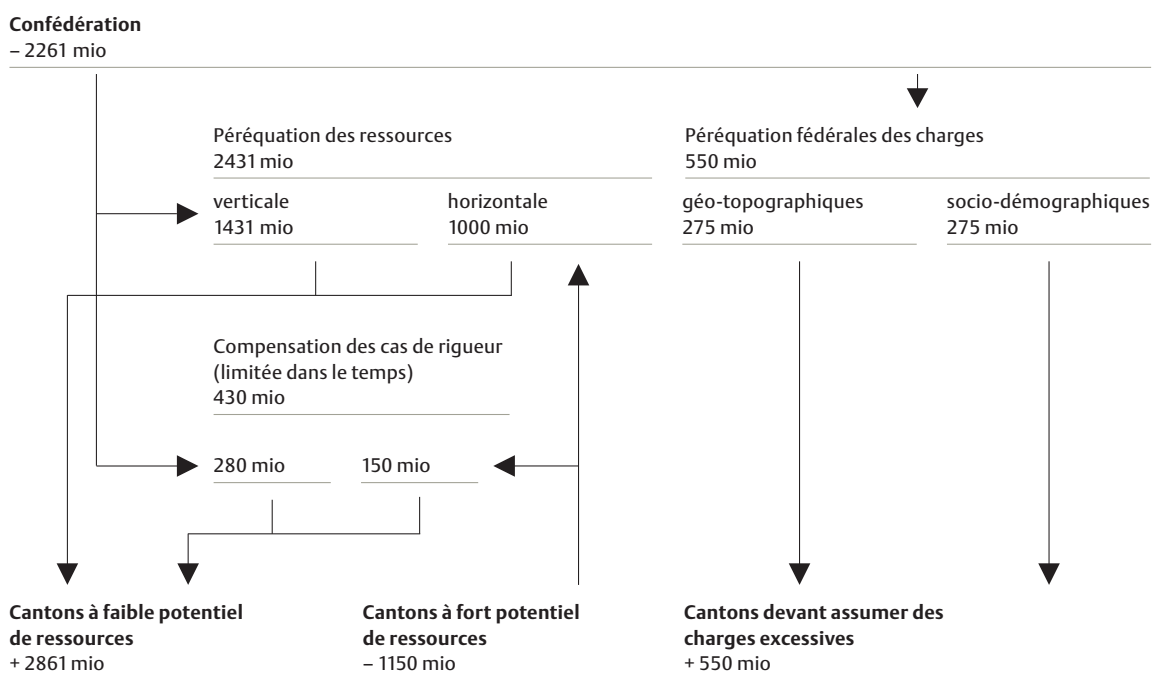 Confédération
– 2261 mio
Péréquation des ressources
2431 mio
Péréquation fédérales des charges
550 mio
verticale
1431 mio
horizontale
1000 mio
géo-topographiques
275 mio
socio-démographiques
275 mio
Compensation des cas de rigueur
(limitée dans le temps)
430 mio
280 mio
150 mio
Cantons à faible potentiel
de ressources
+ 2861 mio
Cantons à fort potentiel
de ressources
– 1150 mio
Cantons devant assumer des
charges excessives
+ 550 mio